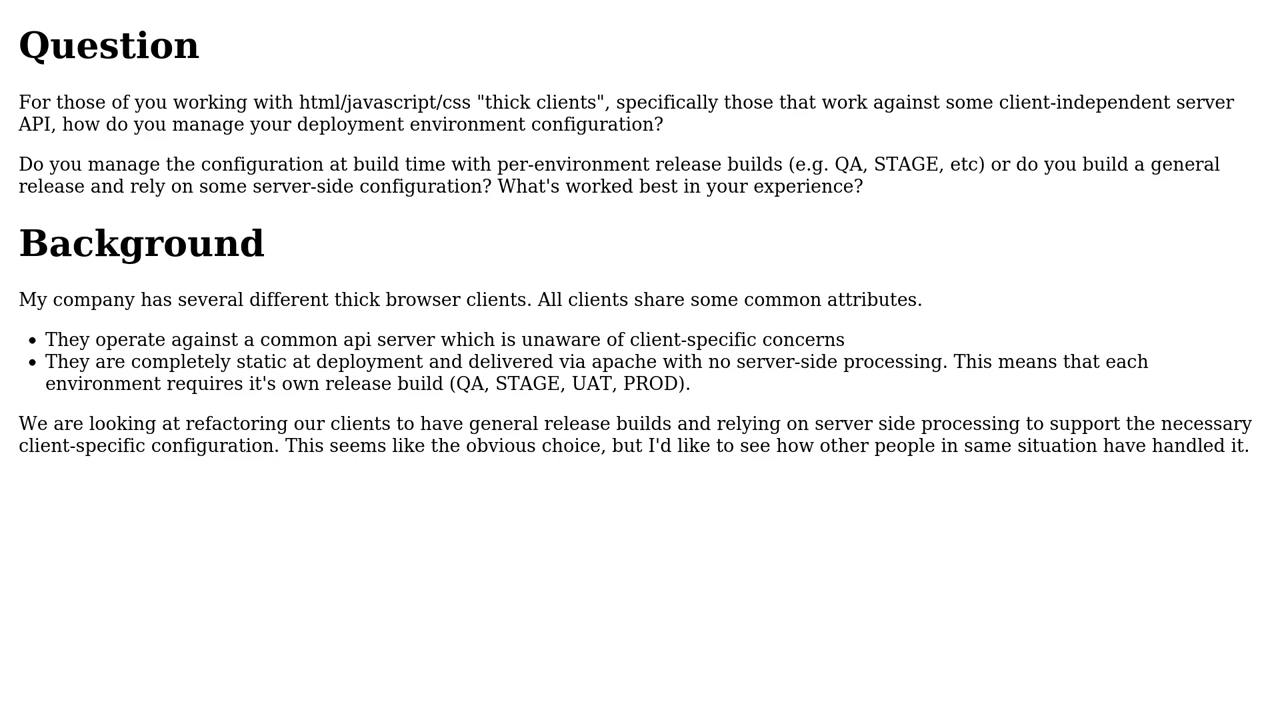 Question
For those of you working with html/javascript/css "thick clients", specifically those that work against some client-independent server
API, how do you manage your deployment environment configuration?
Do you manage the configuration at build time with per-environment release builds (e.g. QA, STAGE, etc) or do you build a general
release and rely on some server-side configuration? What's worked best in your experience?
Background
My company has several different thick browser clients. All clients share some common attributes.
• They operate against a common api server which is unaware of client-specific concerns
• They are completely static at deployment and delivered via apache with no server-side processing. This means that each
environment requires it's own release build (QA, STAGE, UAT, PROD).
We are looking at refactoring our clients to have general release builds and relying on server side processing to support the necessary
client-specific configuration. This seems like the obvious choice, but I'd like to see how other people in same situation have handled it.